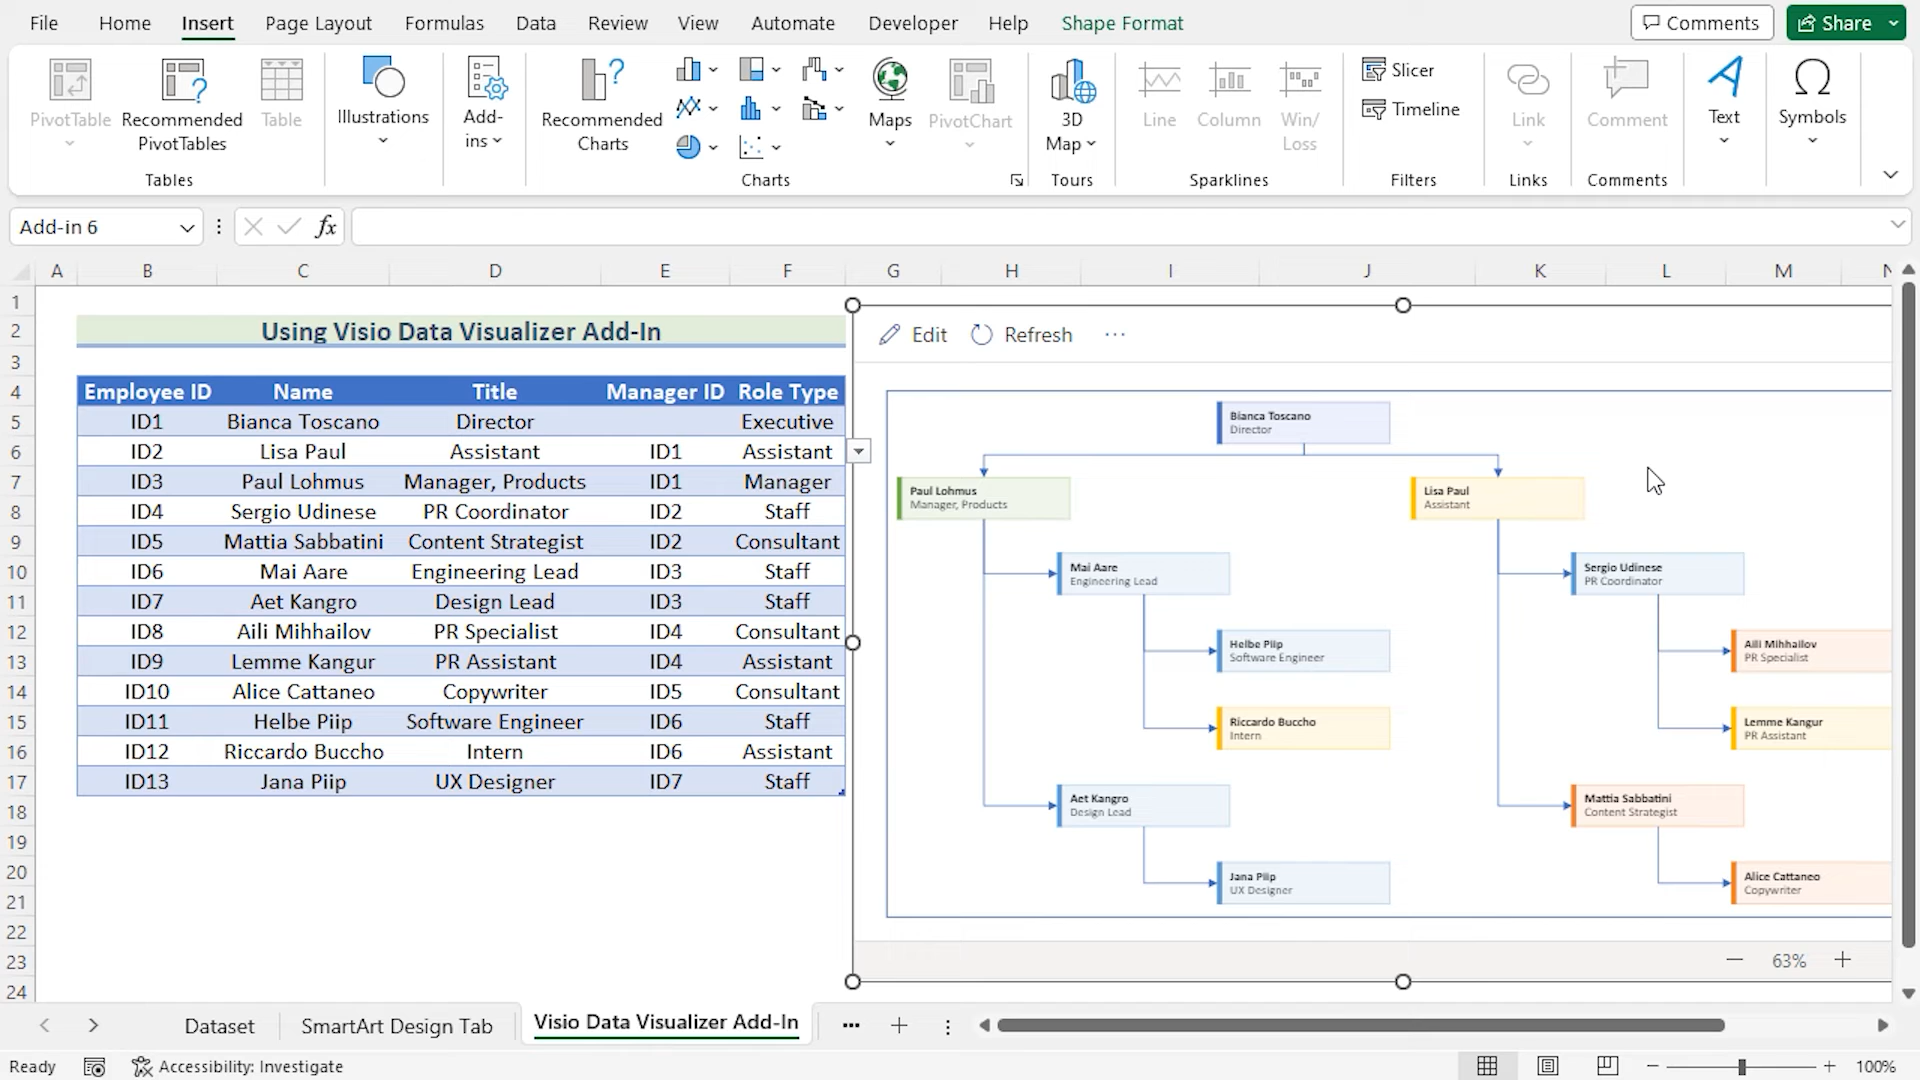 File Home Insert Page Layout Formulas Data Review View Automate Developer Help Shape Format Comments Share
PivotTable Recommended PivotTables Table
Tables
Illustrations
Add-ins
Recommended Charts
Maps
PivotChart
Charts
3D Map
Tours
Line Column Win/Loss
Sparklines
Slicer
Timeline
Filters
Link
Links
Comment
Comments
Text
Symbols
Add-in 6 fx
A B C D E F G H I J K L M N
1
2 Using Visio Data Visualizer Add-In
3
4 Employee ID Name Title Manager ID Role Type
5 ID1 Bianca Toscano Director Executive
6 ID2 Lisa Paul Assistant ID1 Assistant
7 ID3 Paul Lohmus Manager, Products ID1 Manager
8 ID4 Sergio Udinese PR Coordinator ID2 Staff
9 ID5 Mattia Sabbatini Content Strategist ID2 Consultant
10 ID6 Mai Aare Engineering Lead ID3 Staff
11 ID7 Aet Kangro Design Lead ID3 Staff
12 ID8 Aili Mihhailov PR Specialist ID4 Consultant
13 ID9 Lemme Kangur PR Assistant ID4 Assistant
14 ID10 Alice Cattaneo Copywriter ID5 Consultant
15 ID11 Helbe Piip Software Engineer ID6 Staff
16 ID12 Riccardo Buccho Intern ID6 Assistant
17 ID13 Jana Piip UX Designer ID7 Staff
18
19
20
21
22
23
24
Edit Refresh ...
Bianca Toscano
Director
Paul Lohmus
Manager, Products
Lisa Paul
Assistant
Mai Aare
Engineering Lead
Sergio Udinese
PR Coordinator
Helbe Piip
Software Engineer
Aili Mihhailov
PR Specialist
Riccardo Buccho
Intern
Lemme Kangur
PR Assistant
Aet Kangro
Design Lead
Mattia Sabbatini
Content Strategist
Jana Piip
UX Designer
Alice Cattaneo
Copywriter
63%
Dataset SmartArt Design Tab Visio Data Visualizer Add-In ...
Ready Accessibility: Investigate 100%